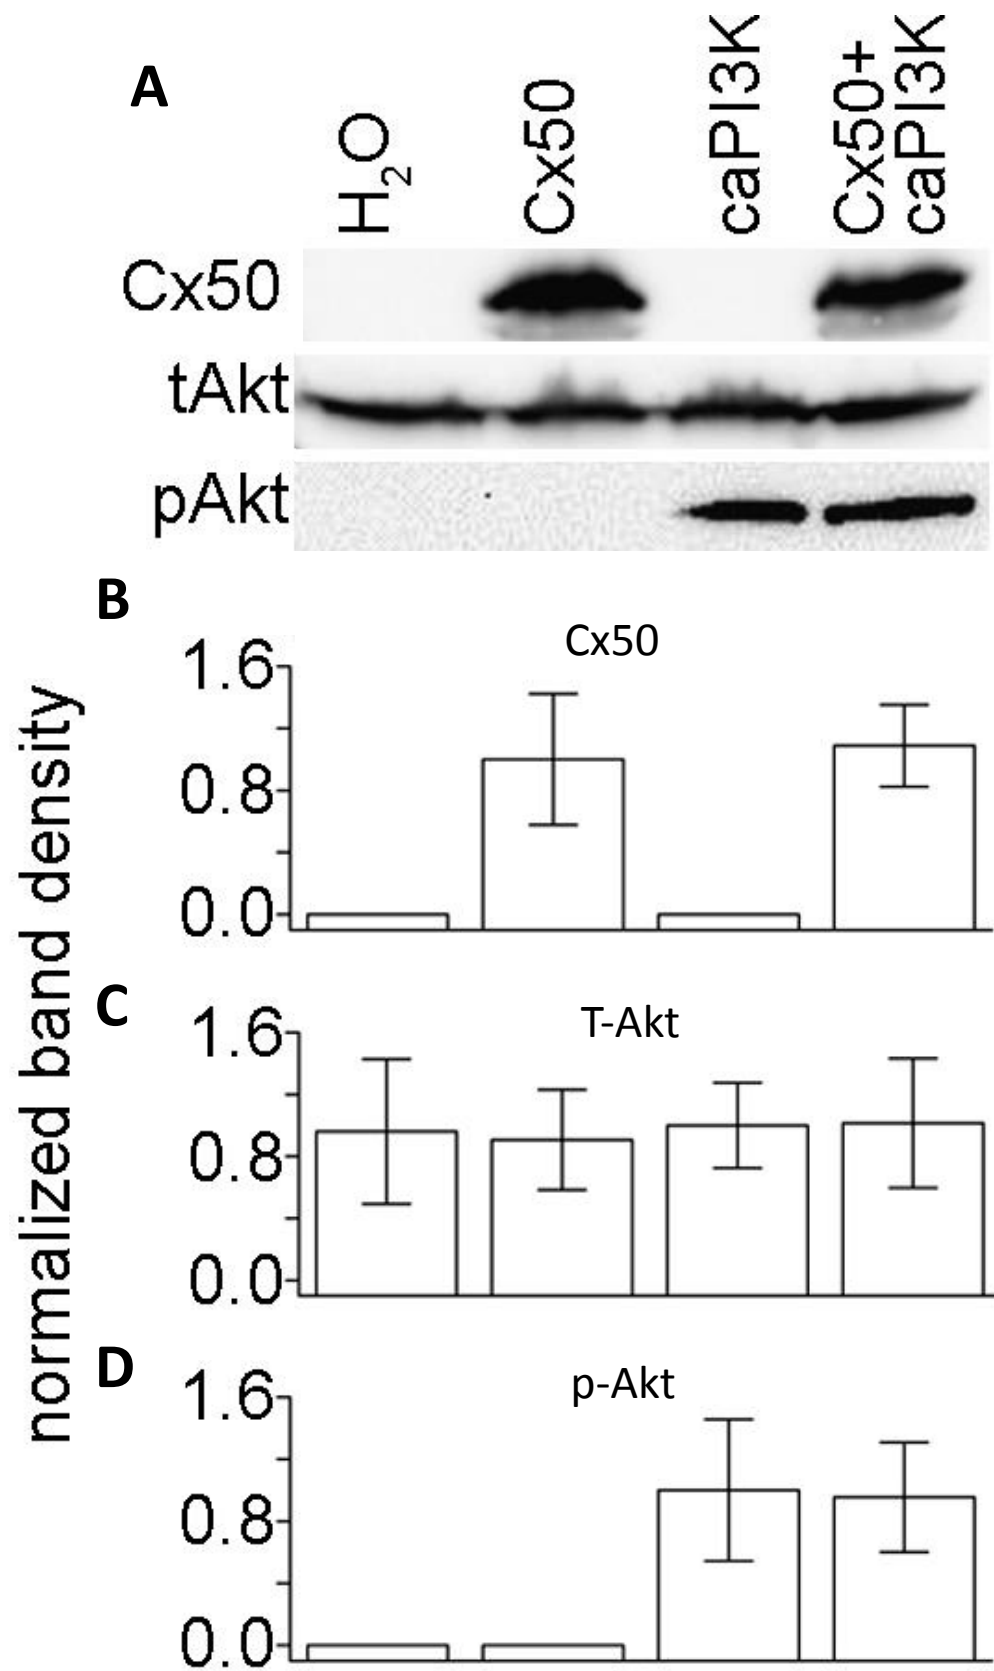 A
H2O
Cx50
caPI3K
Cx50+
caPI3K
Cx50
tAkt
pAkt
normalized band density
B
Cx50
1.6
0.8
0.0
C
T-Akt
1.6
0.8
0.0
D
p-Akt
1.6
0.8
0.0